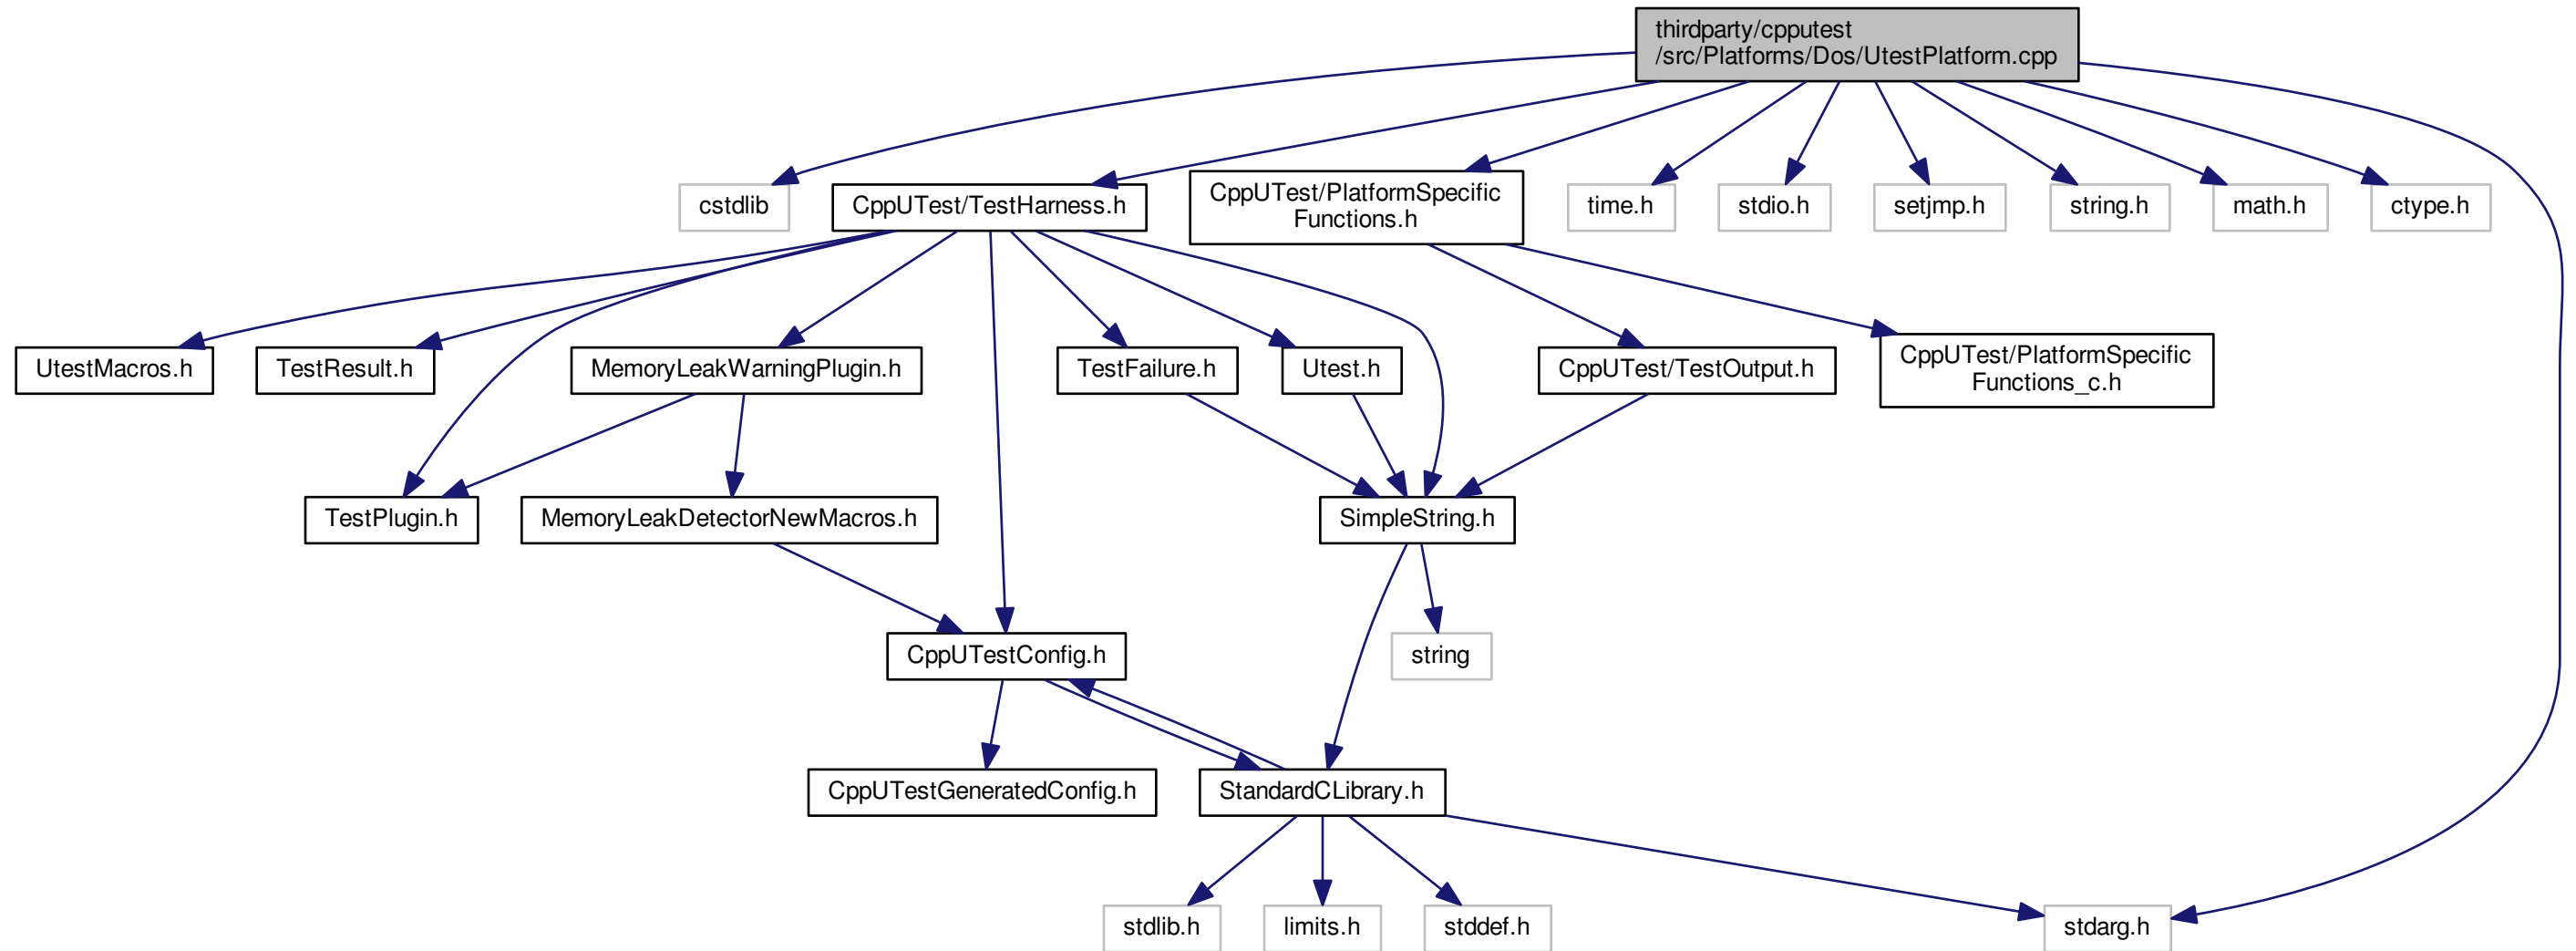 thirdparty/cpputest
/src/Platforms/Dos/UtestPlatform.cpp
cstdlib
CppUTest/TestHarness.h
CppUTest/PlatformSpecific
Functions.h
time.h
stdio.h
setjmp.h
string.h
math.h
ctype.h
UtestMacros.h
TestResult.h
MemoryLeakWarningPlugin.h
TestFailure.h
Utest.h
CppUTest/TestOutput.h
CppUTest/PlatformSpecific
Functions_c.h
TestPlugin.h
MemoryLeakDetectorNewMacros.h
SimpleString.h
CppUTestConfig.h
string
CppUTestGeneratedConfig.h
StandardCLibrary.h
stdlib.h
limits.h
stddef.h
stdarg.h